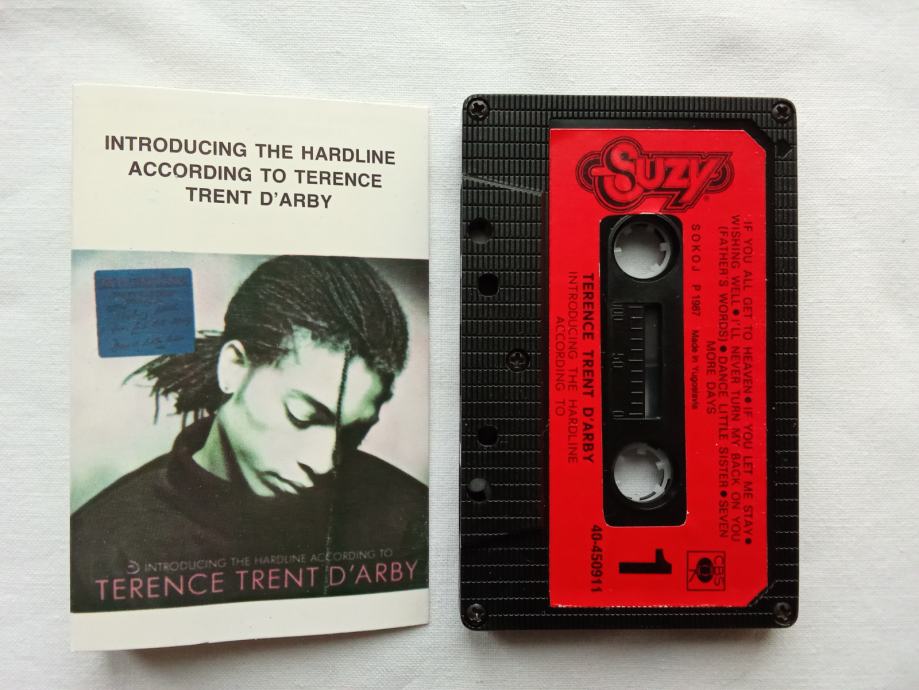 INTRODUCING THE HARDLINE
ACCORDING TO TERENCE
TRENT D'ARBY
INTRODUCING THE HARDLINE ACCORDING TO
TERENCE TRENT D'ARBY
SUZY
®
IF YOU ALL GET TO HEAVEN • IF YOU LET ME STAY •
WISHING WELL • I'LL NEVER TURN MY BACK ON YOU
(FATHER'S WORDS) • DANCE LITTLE SISTER • SEVEN
MORE DAYS
SOKOJ P 1987 Made in Yugoslavia
100 50 0
TERENCE TRENT D'ARBY
INTRODUCING THE HARDLINE
ACCORDING TO
40-450911
1
CBS